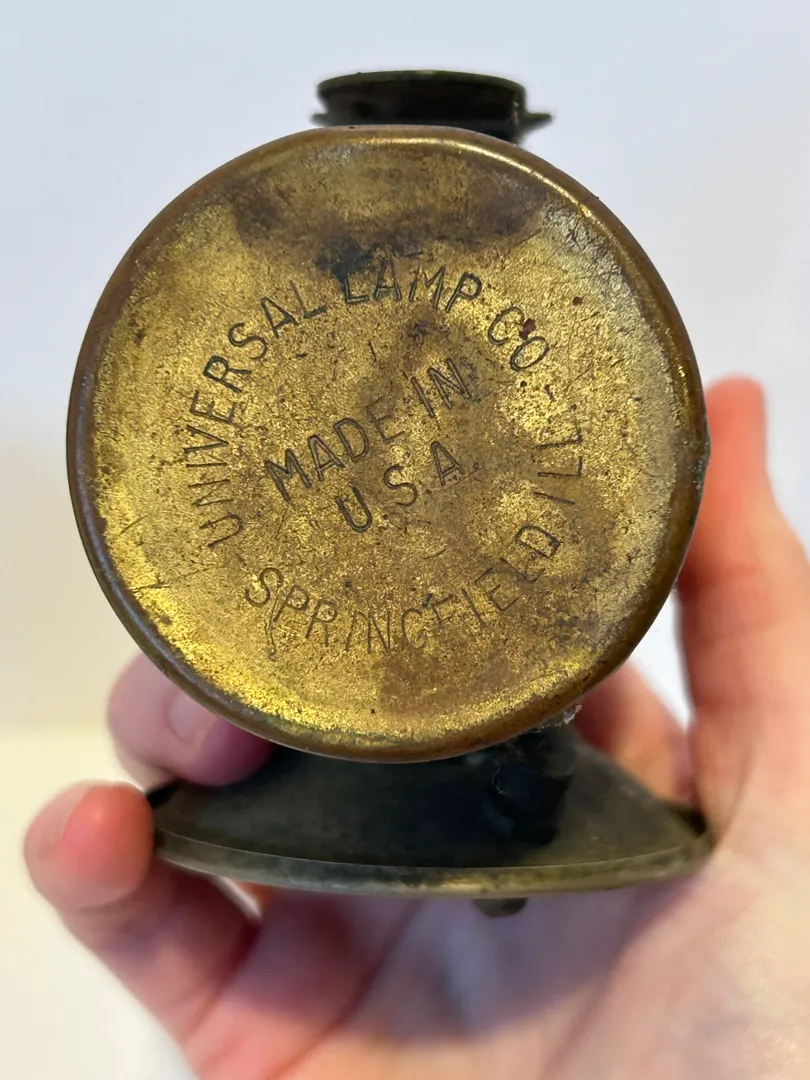 UNIVERSAL LAMP CO-
MADE IN
U.S.A.
SPRINGFIELD ILL